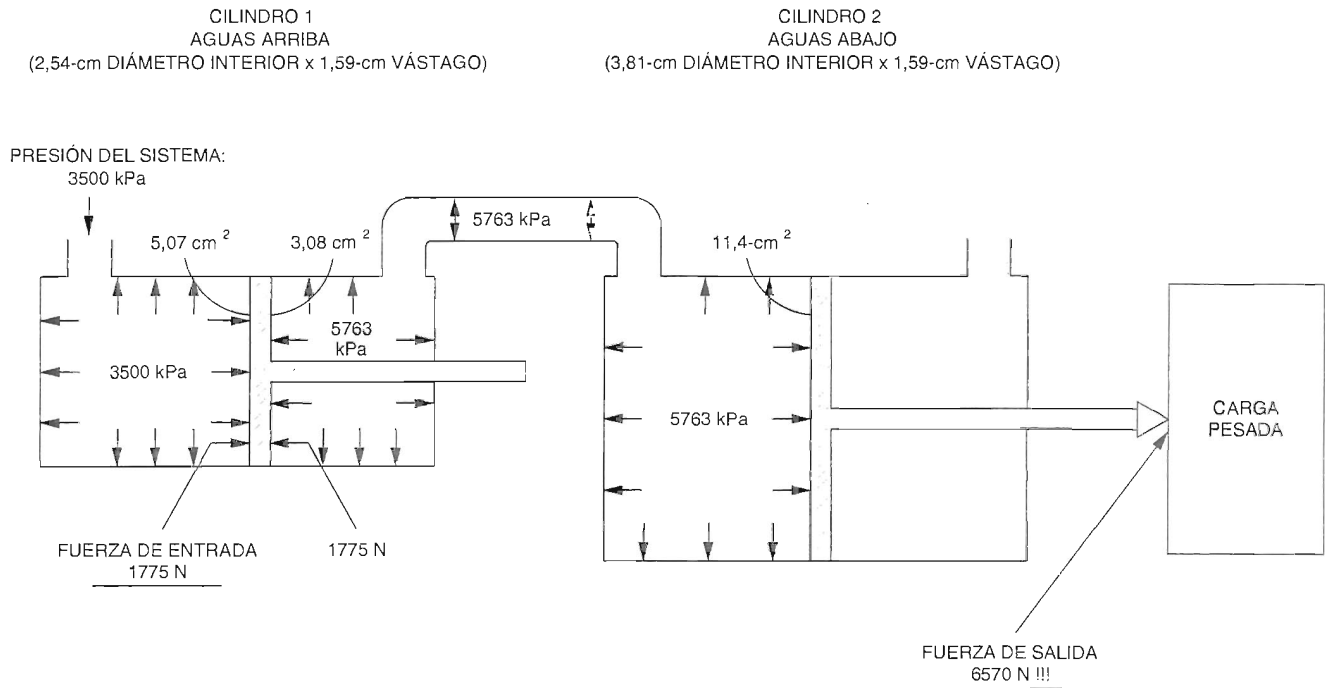 CILINDRO 1
AGUAS ARRIBA
(2,54-cm DIÁMETRO INTERIOR x 1,59-cm VÁSTAGO)
CILINDRO 2
AGUAS ABAJO
(3,81-cm DIÁMETRO INTERIOR x 1,59-cm VÁSTAGO)
PRESIÓN DEL SISTEMA:
3500 kPa
5,07 cm ²
3,08 cm ²
5763 kPa
11,4-cm ²
5763
kPa
3500 kPa
5763 kPa
CARGA
PESADA
FUERZA DE ENTRADA
1775 N
1775 N
FUERZA DE SALIDA
6570 N !!!